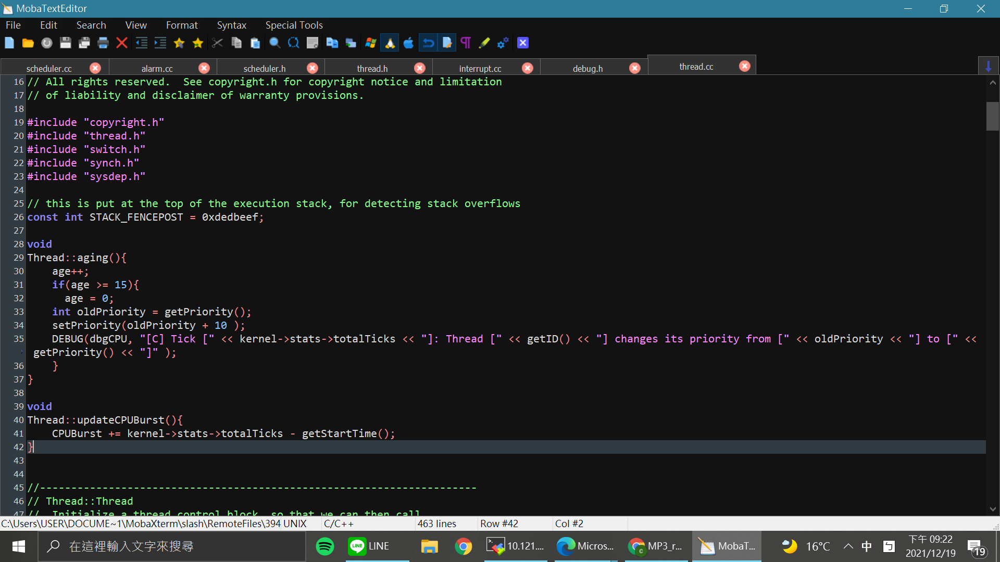 MobaTextEditor
File Edit Search View Format Syntax Special Tools
scheduler.cc alarm.cc scheduler.h thread.h interrupt.cc debug.h thread.cc
16 // All rights reserved.  See copyright.h for copyright notice and limitation
17 // of liability and disclaimer of warranty provisions.
18
19 #include "copyright.h"
20 #include "thread.h"
21 #include "switch.h"
22 #include "synch.h"
23 #include "sysdep.h"
24
25 // this is put at the top of the execution stack, for detecting stack overflows
26 const int STACK_FENCEPOST = 0xdedbeef;
27
28 void
29 Thread::aging(){
30     age++;
31     if(age >= 15){
32       age = 0;
33     int oldPriority = getPriority();
34     setPriority(oldPriority + 10 );
35     DEBUG(dbgCPU, "[C] Tick [" << kernel->stats->totalTicks << "]: Thread [" << getID() << "] changes its priority from [" << oldPriority << "] to [" <<
getPriority() << "]" );
36     }
37 }
38
39 void
40 Thread::updateCPUBurst(){
41     CPUBurst += kernel->stats->totalTicks - getStartTime();
42 }
43
44
45 //----------------------------------------------------------------------
46 // Thread::Thread
47 //  Initialize a thread control block, so that we can then call
C:\Users\USER\DOCUME~1\MobaXterm\slash\RemoteFiles\394 UNIX C/C++ 463 lines Row #42 Col #2
在這裡輸入文字來搜尋 LINE LINE 10.121.... Micros... MP3_r... MobaT... 16°C 中 ㄅ 下午 09:22
2021/12/19 19